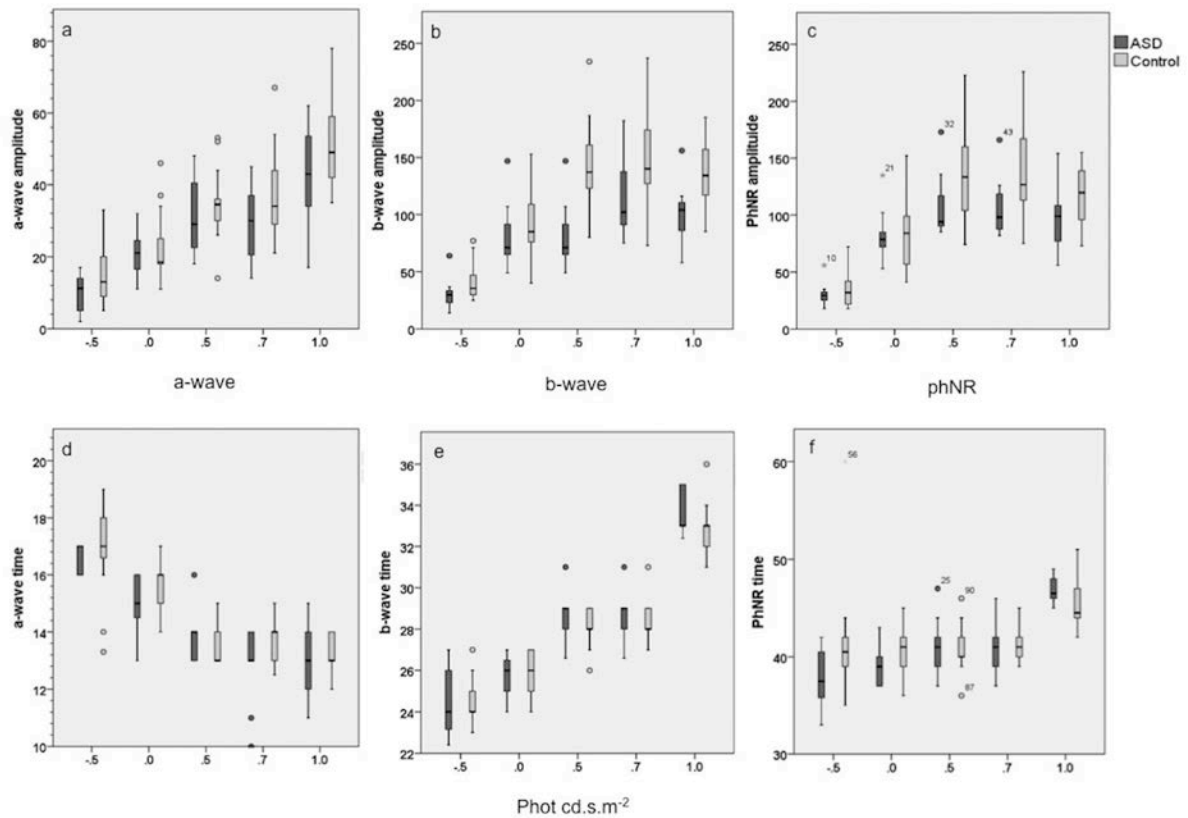 a
a-wave amplitude
80
60
40
20
0
-.5 .0 .5 .7 1.0
a-wave
b
b-wave amplitude
250
200
150
100
50
0
-.5 .0 .5 .7 1.0
b-wave
c
PhNR amplituide
250
200
150
100
50
0
10
21
32
43
-.5 .0 .5 .7 1.0
phNR
ASD
Control
d
a-wave time
20
18
16
14
12
10
-.5 .0 .5 .7 1.0
e
b-wave time
36
34
32
30
28
26
24
22
-.5 .0 .5 .7 1.0
f
PhNR time
60
50
40
30
56
25
90
87
-.5 .0 .5 .7 1.0
Phot cd.s.m-2